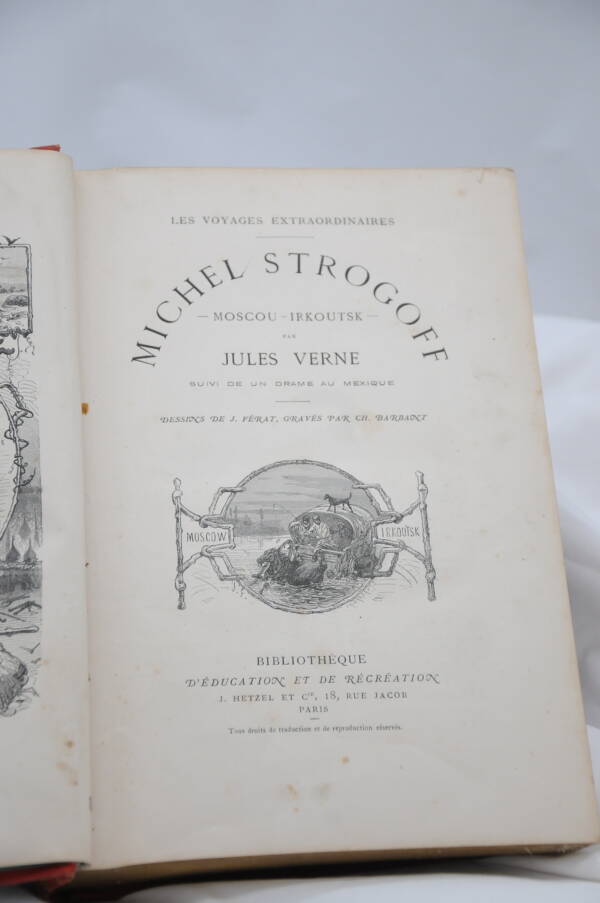 LES VOYAGES EXTRAORDINAIRES
MICHEL STROGOFF
— MOSCOU - IRKOUTSK —
PAR
JULES VERNE
SUIVI DE UN DRAME AU MEXIQUE
DESSINS DE J. FÉRAT, GRAVÉS PAR CH. BARBANT
MOSCOW
IRKOUTSK
BIBLIOTHÈQUE
D'ÉDUCATION ET DE RÉCRÉATION
J. HETZEL ET Cie, 18, RUE JACOB
PARIS
Tous droits de traduction et de reproduction réservés.